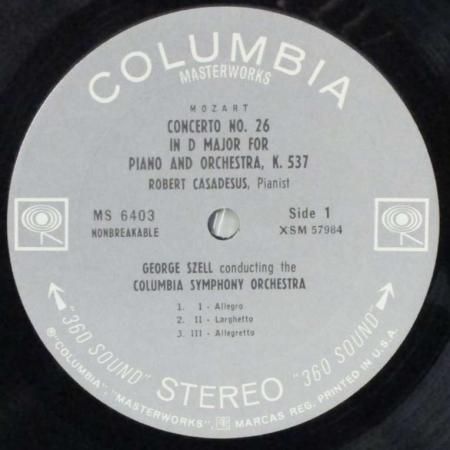 COLUMBIA
MASTERWORKS
MOZART
CONCERTO NO. 26
IN D MAJOR FOR
PIANO AND ORCHESTRA, K. 537
ROBERT CASADESUS, Pianist
MS 6403
NONBREAKABLE
Side 1
XSM 57984
GEORGE SZELL conducting the
COLUMBIA SYMPHONY ORCHESTRA
1. I - Allegro
2. II - Larghetto
3. III - Allegretto
"360 SOUND" STEREO "360 SOUND"
® "COLUMBIA", "MASTERWORKS", MARCAS REG. PRINTED IN U.S.A.